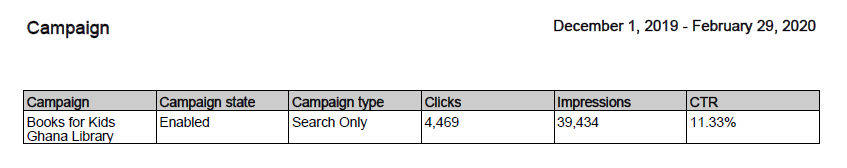 Campaign
December 1, 2019 - February 29, 2020
Campaign Campaign state Campaign type Clicks Impressions CTR
Books for Kids Enabled Search Only 4,469 39,434 11.33%
Ghana Library